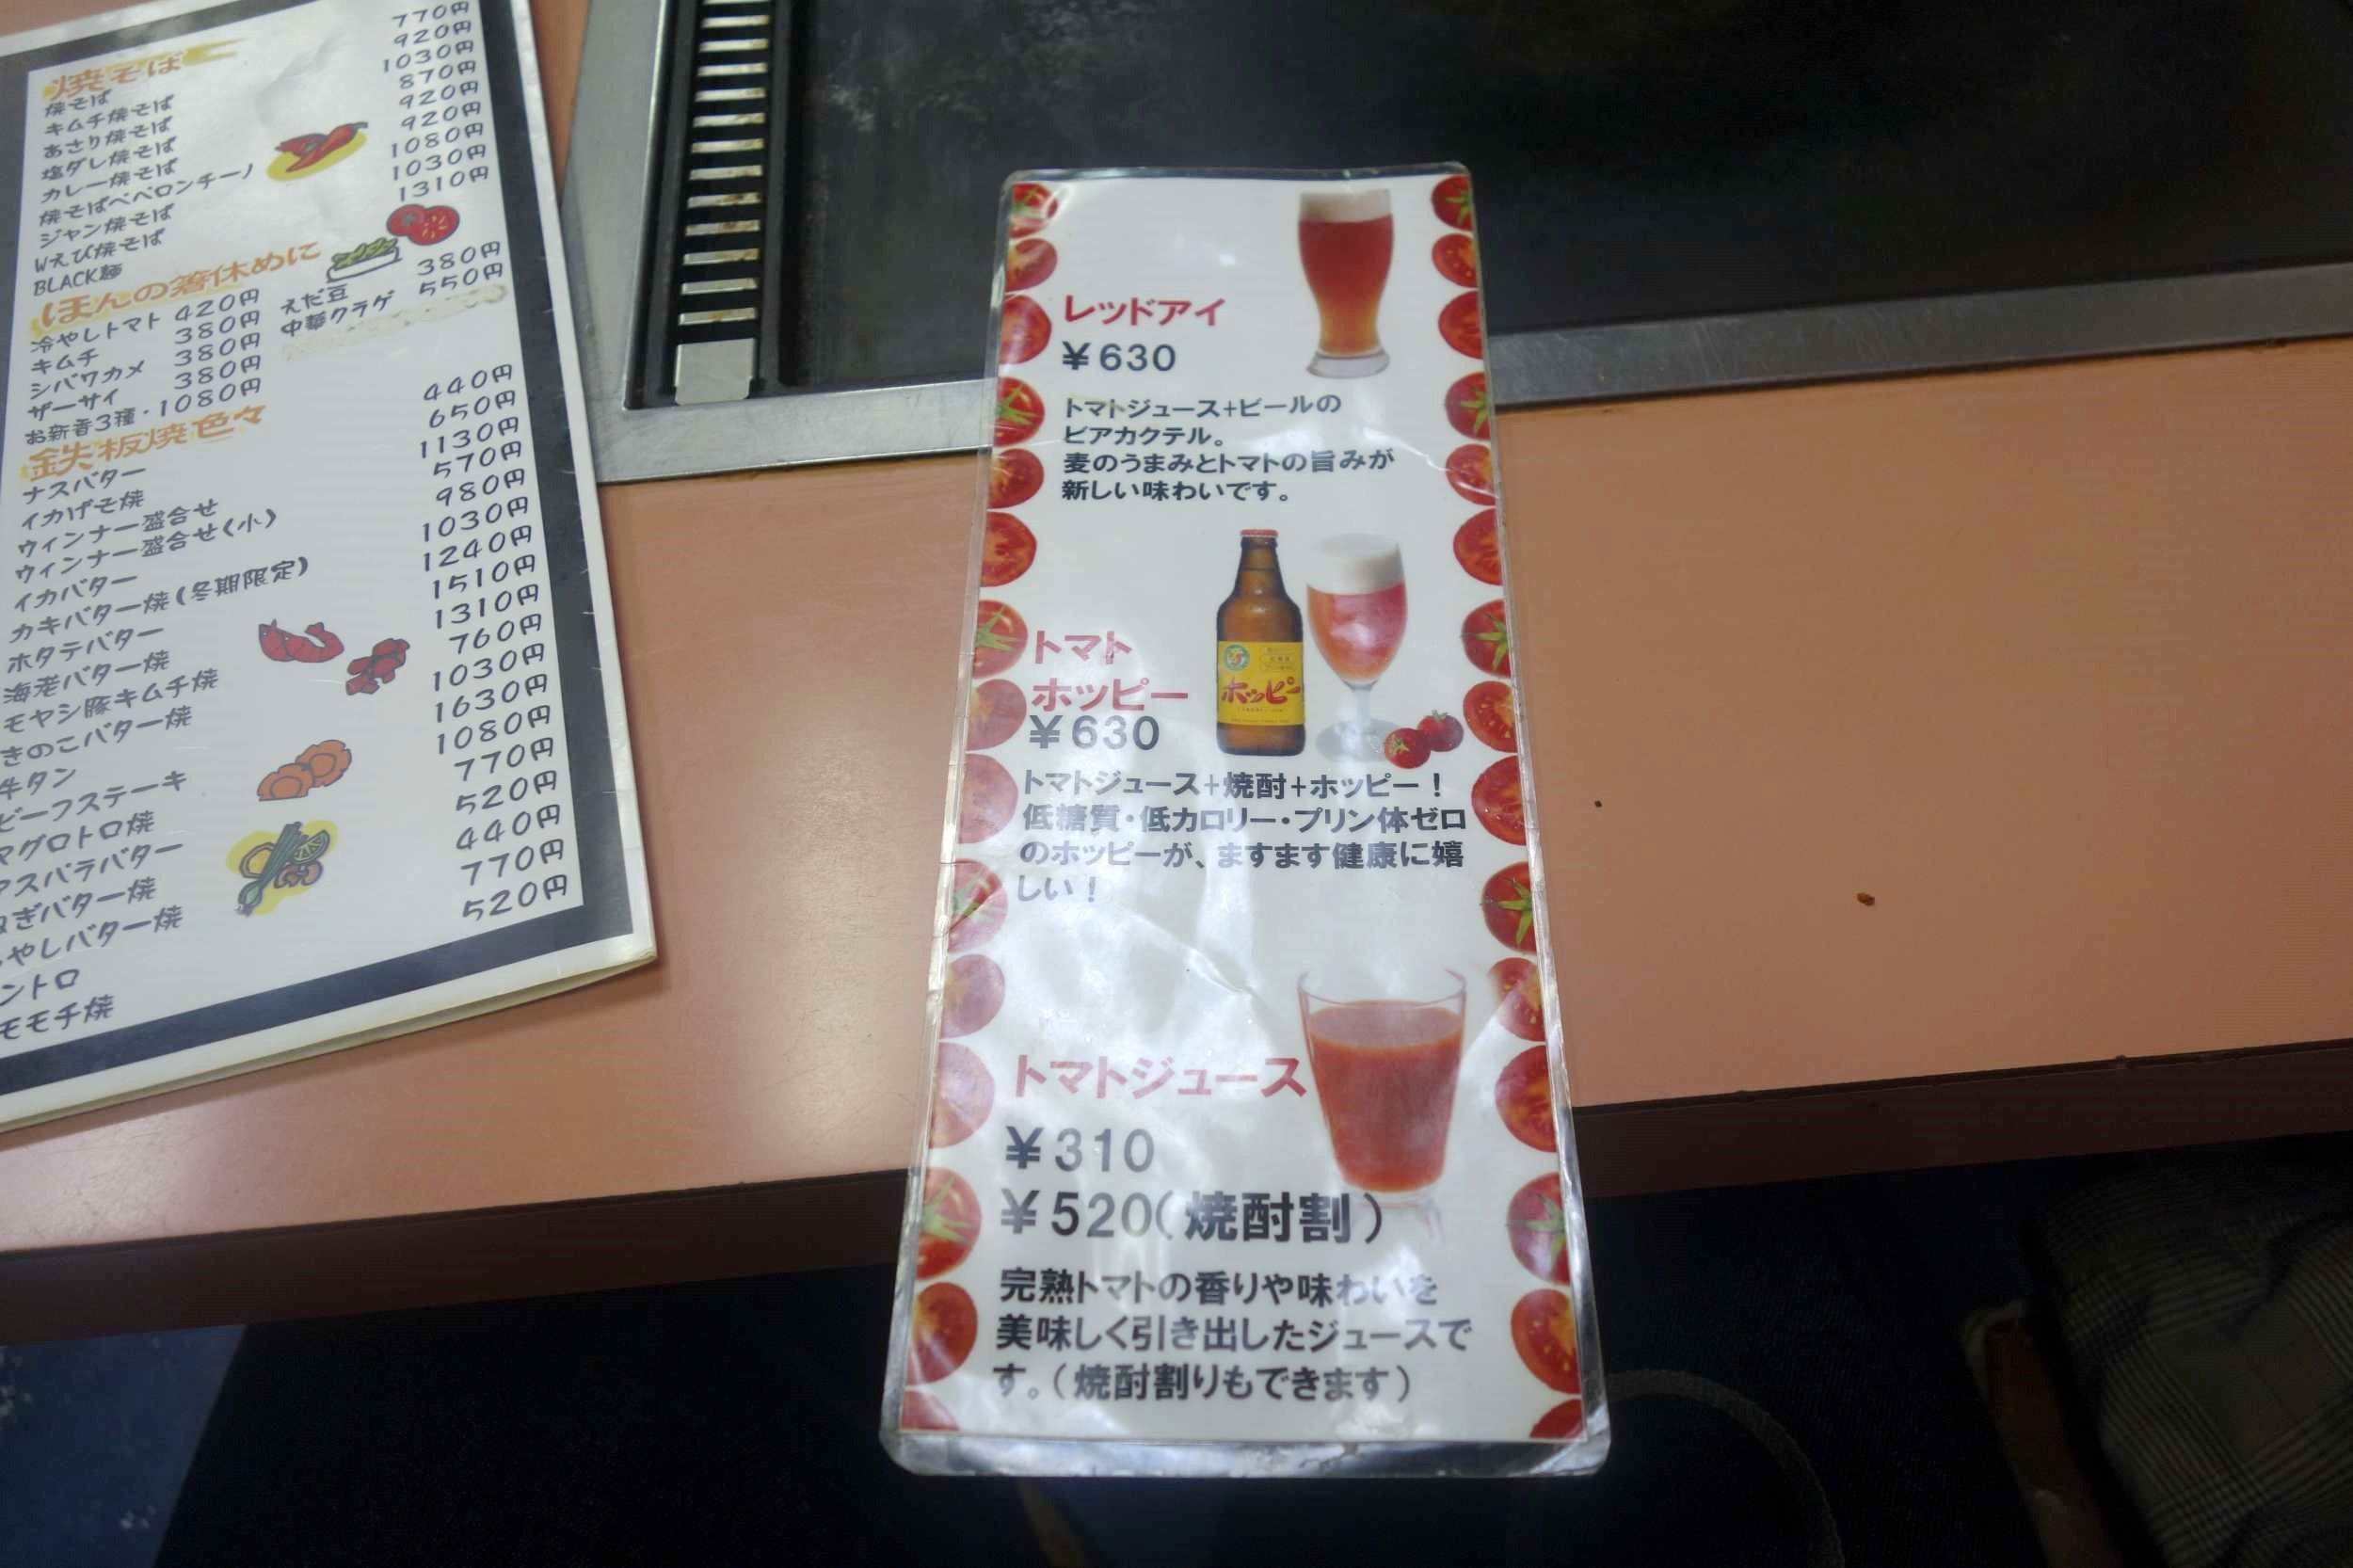 焼そば
焼そば 770円
キムチ焼そば 920円
あさり焼そば 1030円
塩ダレ焼そば 870円
カレー焼そば 920円
焼そばペペロンチーノ 920円
ジャン焼そば 1080円
Wえび焼そば 1030円
BLACK麺 1310円
ほんの箸休めに
冷やしトマト 420円 えだ豆 380円
キムチ 380円 中華クラゲ 550円
シバワカメ 380円
ザーサイ 380円
お新香3種・1080円
鉄板焼色々
ナスバター 440円
イカげそ焼 650円
ウィンナー盛合せ 1130円
ウィンナー盛合せ(小) 570円
イカバター 980円
カキバター焼(冬期限定) 1030円
ホタテバター 1240円
海老バター焼 1510円
モヤシ豚キムチ焼 1310円
きのこバター焼 760円
牛タン 1030円
ビーフステーキ 1630円
マグロトロ焼 1080円
アスパラバター 770円
ねぎバター焼 520円
やしバター焼 440円
ントロ 770円
モモチ焼 520円
レッドアイ
¥630
トマトジュース+ビールの
ビアカクテル。
麦のうまみとトマトの旨みが
新しい味わいです。
ホッピー
トマト
ホッピー
¥630
トマトジュース+焼酎+ホッピー!
低糖質・低カロリー・プリン体ゼロ
のホッピーが、ますます健康に嬉
しい!
トマトジュース
¥310
¥520(焼酎割)
完熟トマトの香りや味わいを
美味しく引き出したジュースで
す。(焼酎割りもできます)